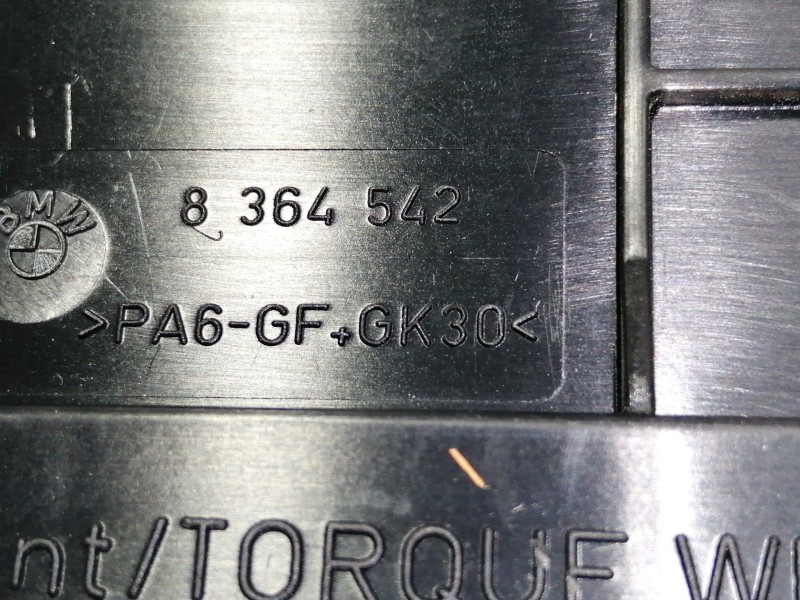 BMW
8 364 542
>PA6-GF+GK30<
nt/TORQUE W